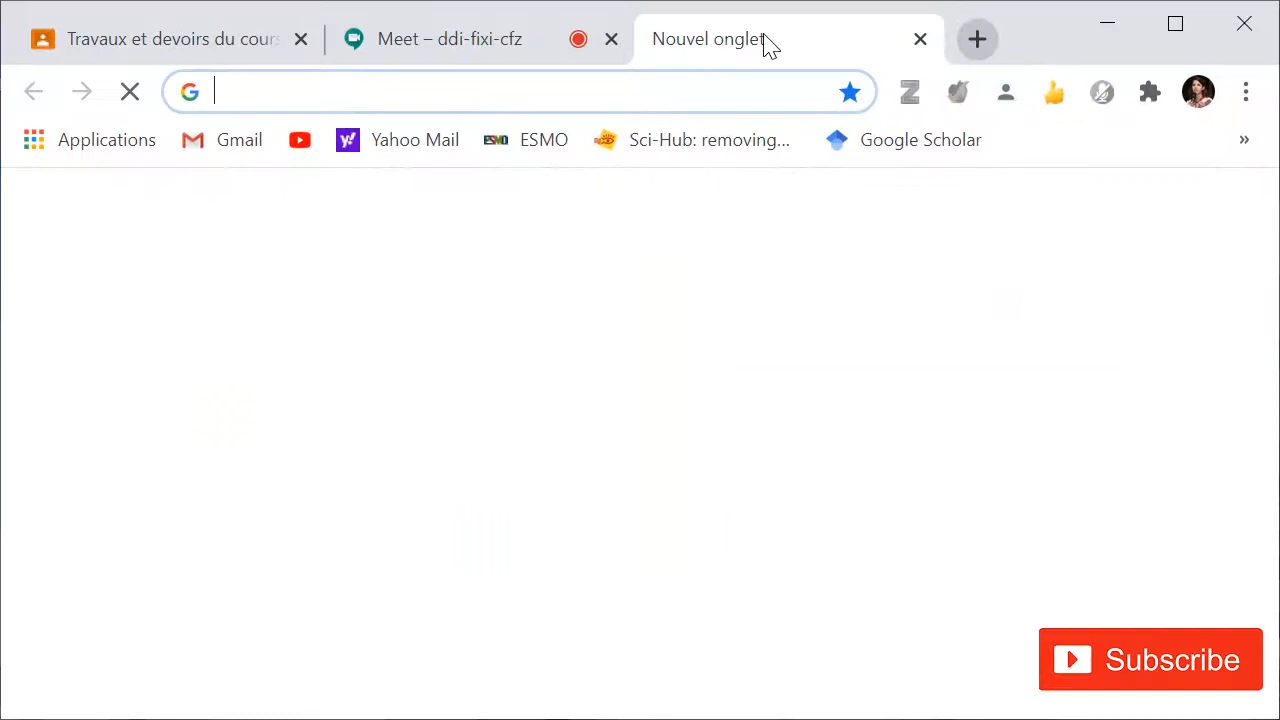 Travaux et devoirs du cour
Meet – ddi-fixi-cfz
Nouvel onglet
Applications
Gmail
Yahoo Mail
ESMO
Sci-Hub: removing...
Google Scholar
»
Subscribe